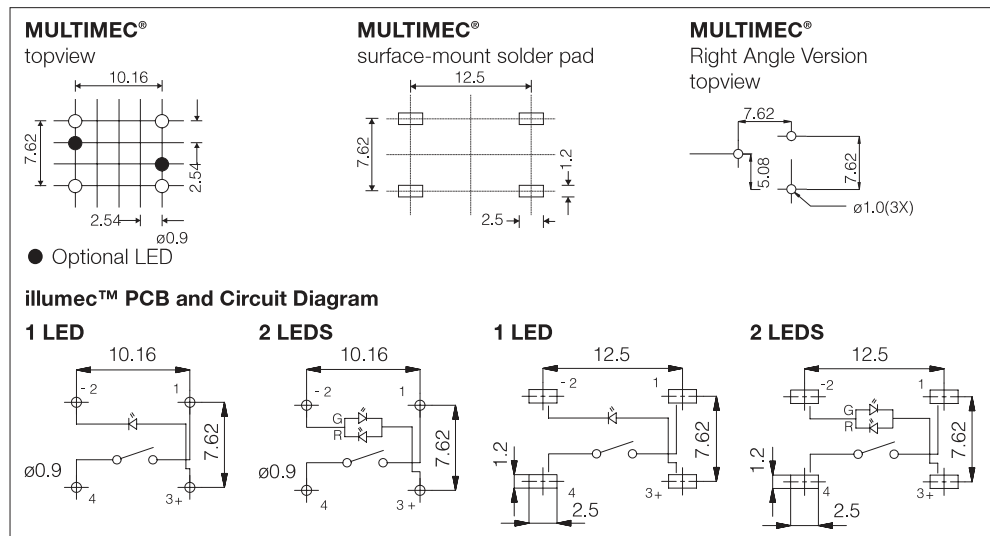 MULTIMEC®
topview
10.16
7.62
2.54
2.54
ø0.9
Optional LED
MULTIMEC®
surface-mount solder pad
12.5
7.62
1.2
2.5
MULTIMEC®
Right Angle Version
topview
7.62
5.08
7.62
ø1.0(3X)
illumec™ PCB and Circuit Diagram
1 LED
10.16
- 2
1
7.62
ø0.9
4
3+
2 LEDS
10.16
- 2
1
G
R
7.62
ø0.9
4
3+
1 LED
12.5
-2
1
7.62
1.2
4
3+
2.5
2 LEDS
12.5
-2
1
G
R
7.62
1.2
4
3+
2.5